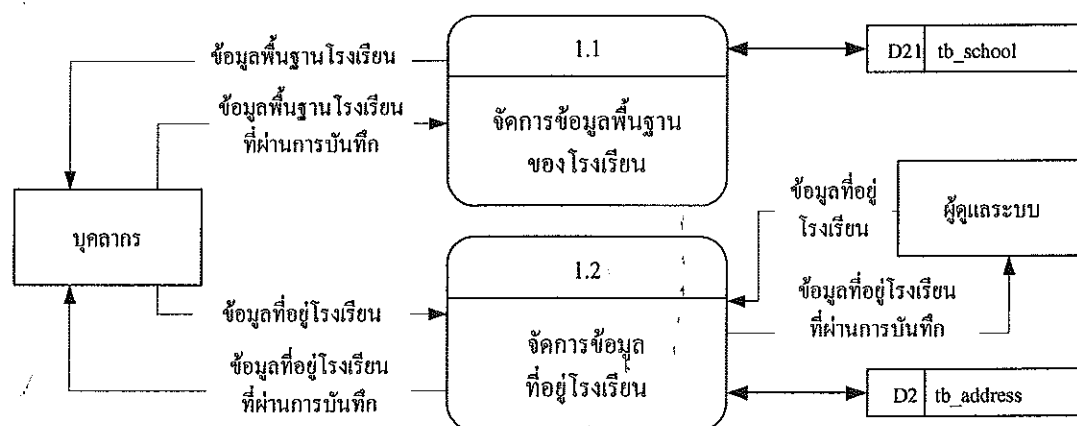 1.1
D21 tb_school
ข้อมูลพื้นฐานโรงเรียน
ข้อมูลพื้นฐานโรงเรียน
ที่ผ่านการบันทึก
จัดการข้อมูลพื้นฐาน
ของโรงเรียน
บุคลากร
ข้อมูลที่อยู่
โรงเรียน
ผู้ดูแลระบบ
1.2
ข้อมูลที่อยู่โรงเรียน
ข้อมูลที่อยู่โรงเรียน
ที่ผ่านการบันทึก
จัดการข้อมูล
ที่อยู่โรงเรียน
ข้อมูลที่อยู่โรงเรียน
ที่ผ่านการบันทึก
D2 tb_address